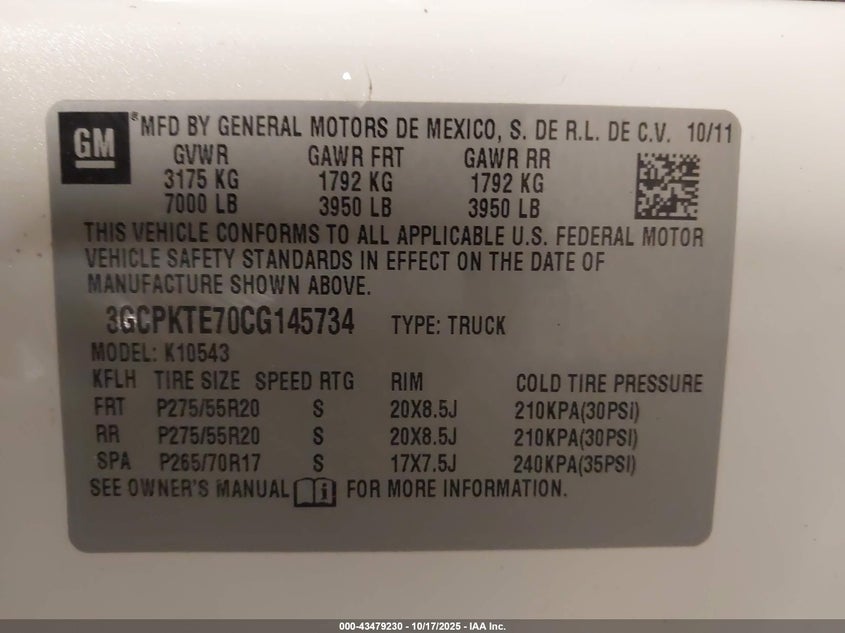 GM
® MFD BY GENERAL MOTORS DE MEXICO, S. DE R.L. DE C.V. 10/11
GVWR GAWR FRT GAWR RR
3175 KG 1792 KG 1792 KG
7000 LB 3950 LB 3950 LB
THIS VEHICLE CONFORMS TO ALL APPLICABLE U.S. FEDERAL MOTOR
VEHICLE SAFETY STANDARDS IN EFFECT ON THE DATE OF
MANUFACTURE SHOWN ABOVE.
3GCPKTE70CG145734 TYPE: TRUCK
MODEL: K10543
KFLH TIRE SIZE SPEED RTG RIM COLD TIRE PRESSURE
FRT P275/55R20 S 20X8.5J 210KPA(30PSI)
RR P275/55R20 S 20X8.5J 210KPA(30PSI)
SPA P265/70R17 S 17X7.5J 240KPA(35PSI)
SEE OWNER'S MANUAL i FOR MORE INFORMATION.
000-43479230 - 10/17/2025 - IAA Inc.